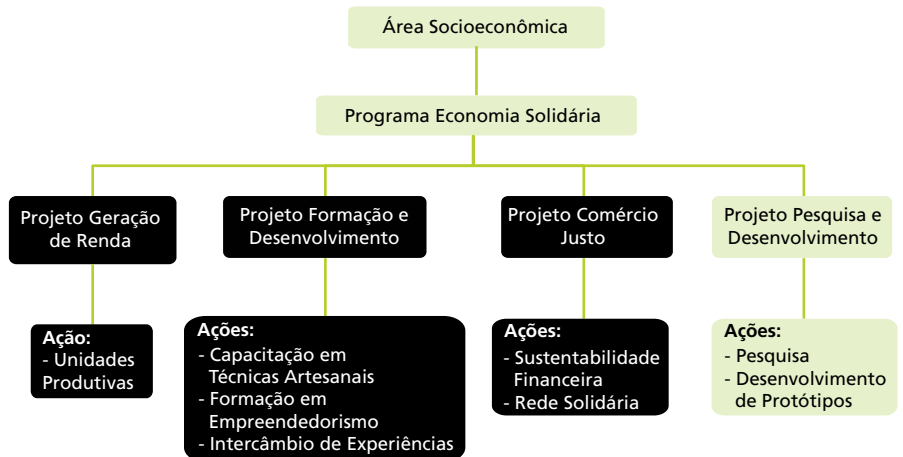 Área Socioeconômica
Programa Economia Solidária
Projeto Geração
de Renda
Projeto Formação e
Desenvolvimento
Projeto Comércio
Justo
Projeto Pesquisa e
Desenvolvimento
Ação:
- Unidades
Produtivas
Ações:
- Capacitação em
Técnicas Artesanais
- Formação em
Empreendedorismo
- Intercâmbio de Experiências
Ações:
- Sustentabilidade
Financeira
- Rede Solidária
Ações:
- Pesquisa
- Desenvolvimento
de Protótipos